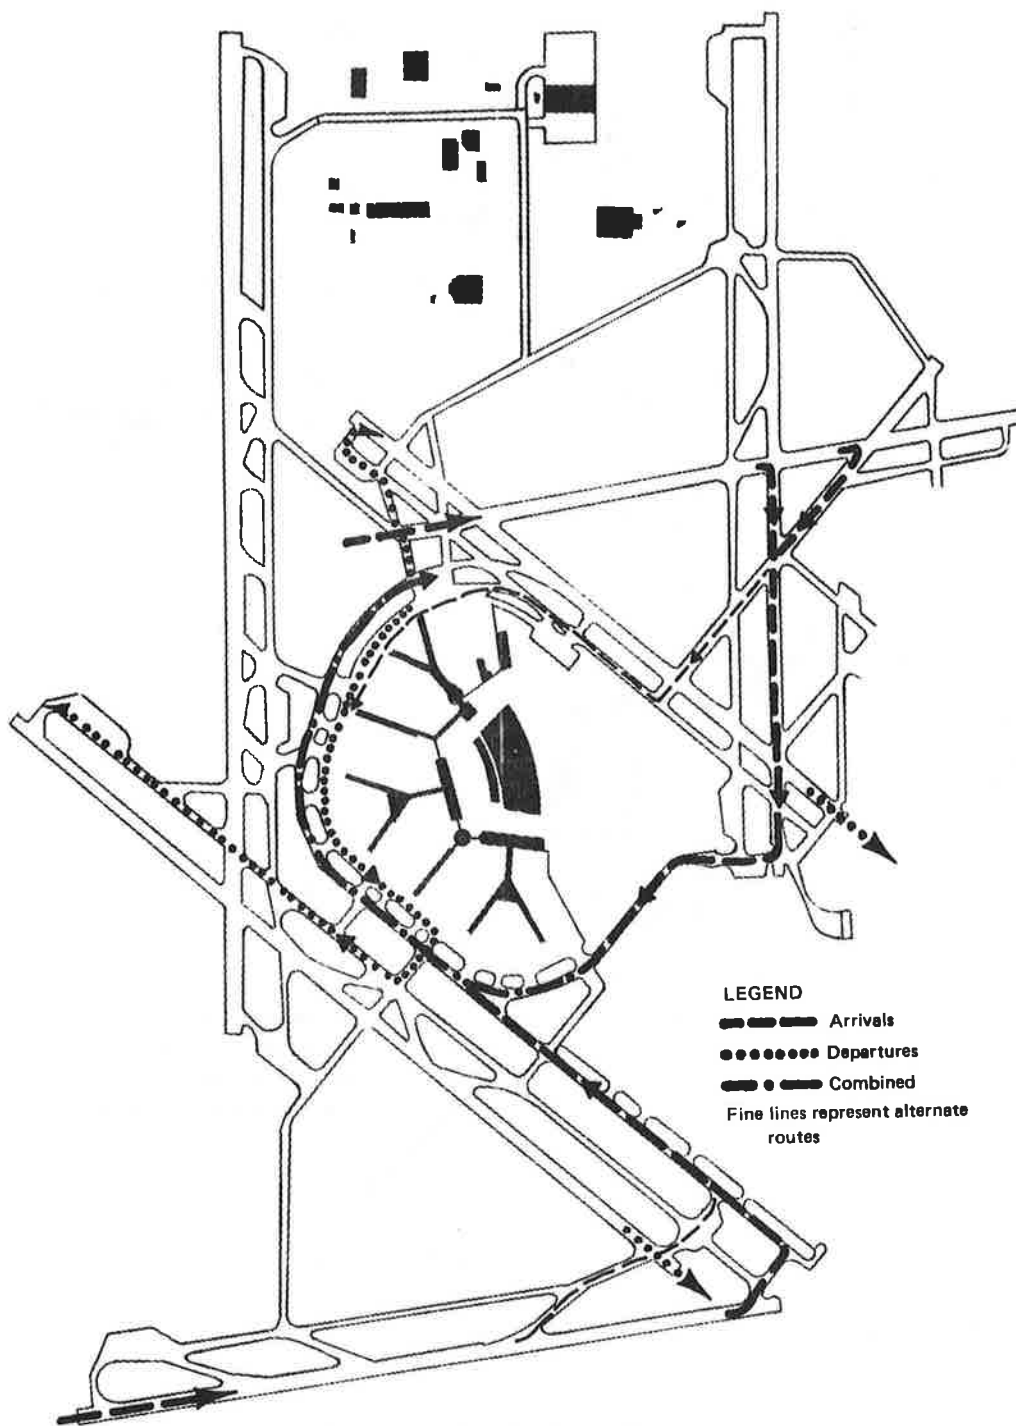 LEGEND
Arrivals
Departures
Combined
Fine lines represent alternate
routes